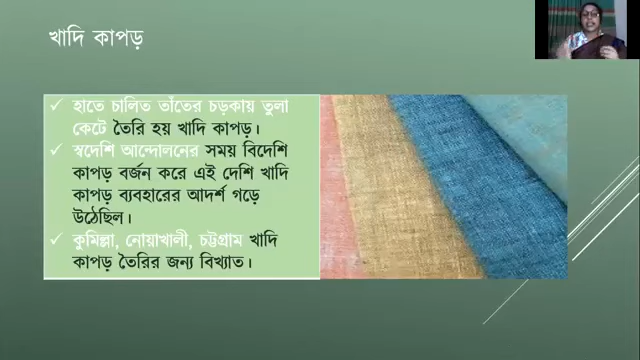 খাদি কাপড়
হাতে চালিত তাঁতের চড়কায় তুলা
কেটে তৈরি হয় খাদি কাপড়।
স্বদেশি আন্দোলনের সময় বিদেশি
কাপড় বর্জন করে এই দেশি খাদি
কাপড় ব্যবহারের আদর্শ গড়ে
উঠেছিল।
কুমিল্লা, নোয়াখালী, চট্টগ্রাম খাদি
কাপড় তৈরির জন্য বিখ্যাত।